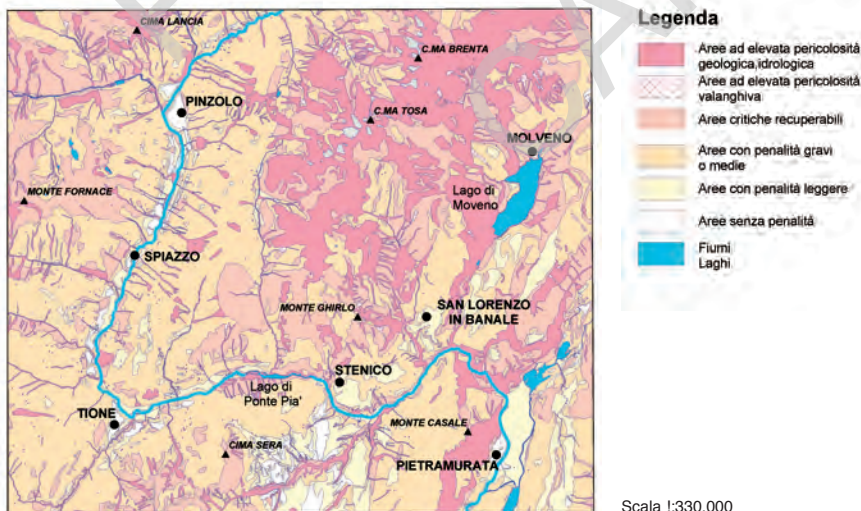 CIMA LANCIA
C.MA BRENTA
PINZOLO
C.MA TOSA
MOLVENO
MONTE FORNACE
Lago di
Moveno
SPIAZZO
MONTE GHIRLO
SAN LORENZO
IN BANALE
STENICO
Lago di
Ponte Pia'
TIONE
MONTE CASALE
CIMA SERA
PIETRAMURATA
Legenda
Aree ad elevata pericolosità
geologica,idrologica
Aree ad elevata pericolosità
valanghiva
Aree critiche recuperabili
Aree con penalità gravi
o medie
Aree con penalità leggere
Aree senza penalità
Fiumi
Laghi
Scala !:330.000